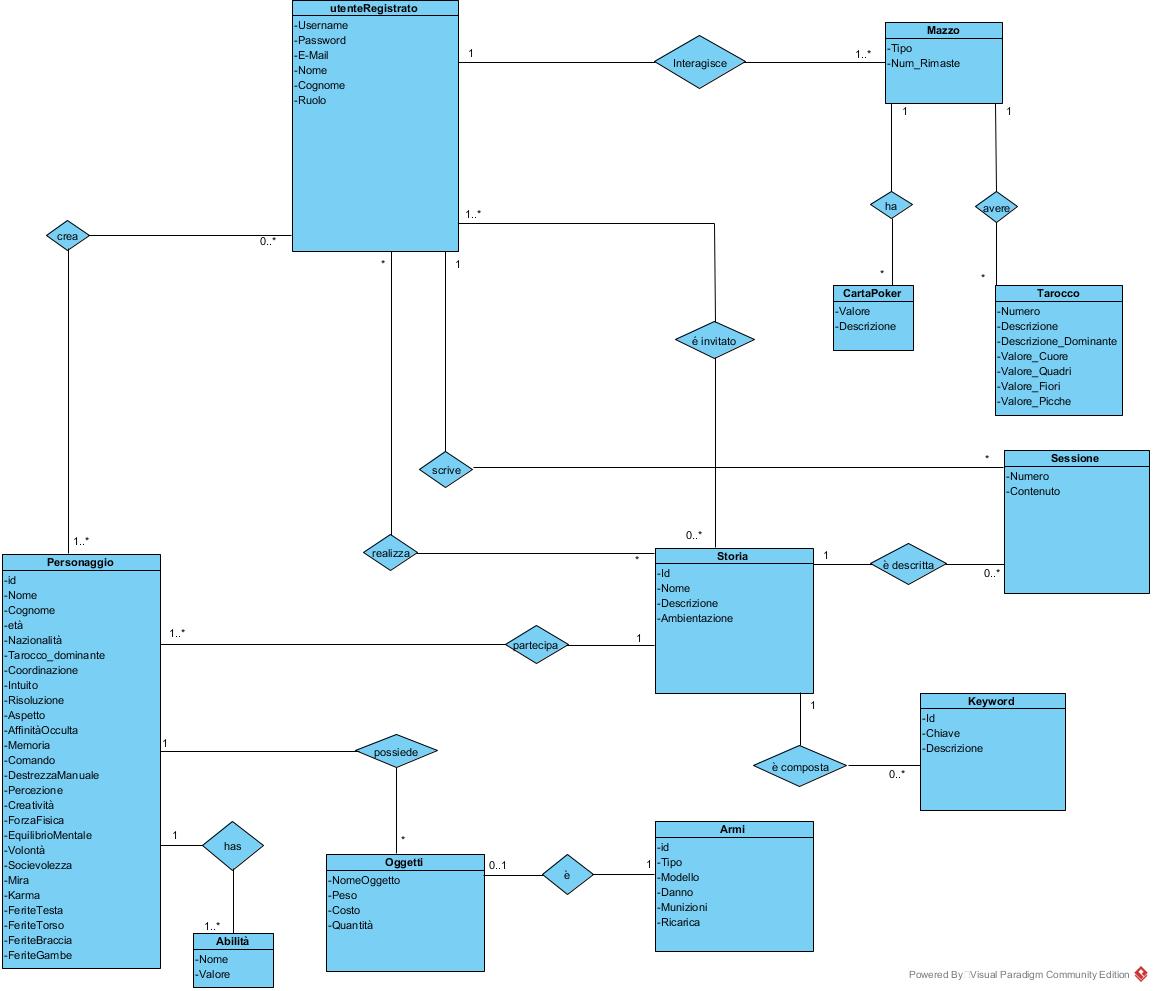 utenteRegistrato
-Username
-Password
-E-Mail
-Nome
-Cognome
-Ruolo
1
Interagisce
1..*
Mazzo
-Tipo
-Num_Rimaste
1
1
ha
avere
*
*
CartaPoker
-Valore
-Descrizione
Tarocco
-Numero
-Descrizione
-Descrizione_Dominante
-Valore_Cuore
-Valore_Quadri
-Valore_Fiori
-Valore_Picche
crea
0..*
1..*
*
1
1..*
é invitato
0..*
scrive
*
Sessione
-Numero
-Contenuto
realizza
*
Storia
-Id
-Nome
-Descrizione
-Ambientazione
1
è descritta
0..*
Personaggio
-id
-Nome
-Cognome
-età
-Nazionalità
-Tarocco_dominante
-Coordinazione
-Intuito
-Risoluzione
-Aspetto
-AffinitàOcculta
-Memoria
-Comando
-DestrezzaManuale
-Percezione
-Creatività
-ForzaFisica
-EquilibrioMentale
-Volontà
-Socievolezza
-Mira
-Karma
-FeriteTesta
-FeriteTorso
-FeriteBraccia
-FeriteGambe
1..*
partecipa
1
1
è composta
0..*
Keyword
-Id
-Chiave
-Descrizione
1
possiede
*
1
has
1..*
Abilità
-Nome
-Valore
Oggetti
-NomeOggetto
-Peso
-Costo
-Quantità
0..1
è
1
Armi
-id
-Tipo
-Modello
-Danno
-Munizioni
-Ricarica
Powered By Visual Paradigm Community Edition